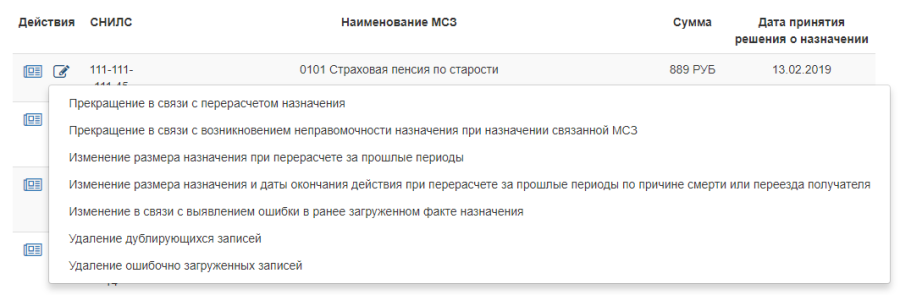 Действия СНИЛС Наименование МСЗ Сумма Дата принятия
решения о назначении
111-111- 0101 Страховая пенсия по старости 889 РУБ 13.02.2019
Прекращение в связи с перерасчетом назначения
Прекращение в связи с возникновением неправомочности назначения при назначении связанной МСЗ
Изменение размера назначения при перерасчете за прошлые периоды
Изменение размера назначения и даты окончания действия при перерасчете за прошлые периоды по причине смерти или переезда получателя
Изменение в связи с выявлением ошибки в ранее загруженном факте назначения
Удаление дублирующихся записей
Удаление ошибочно загруженных записей